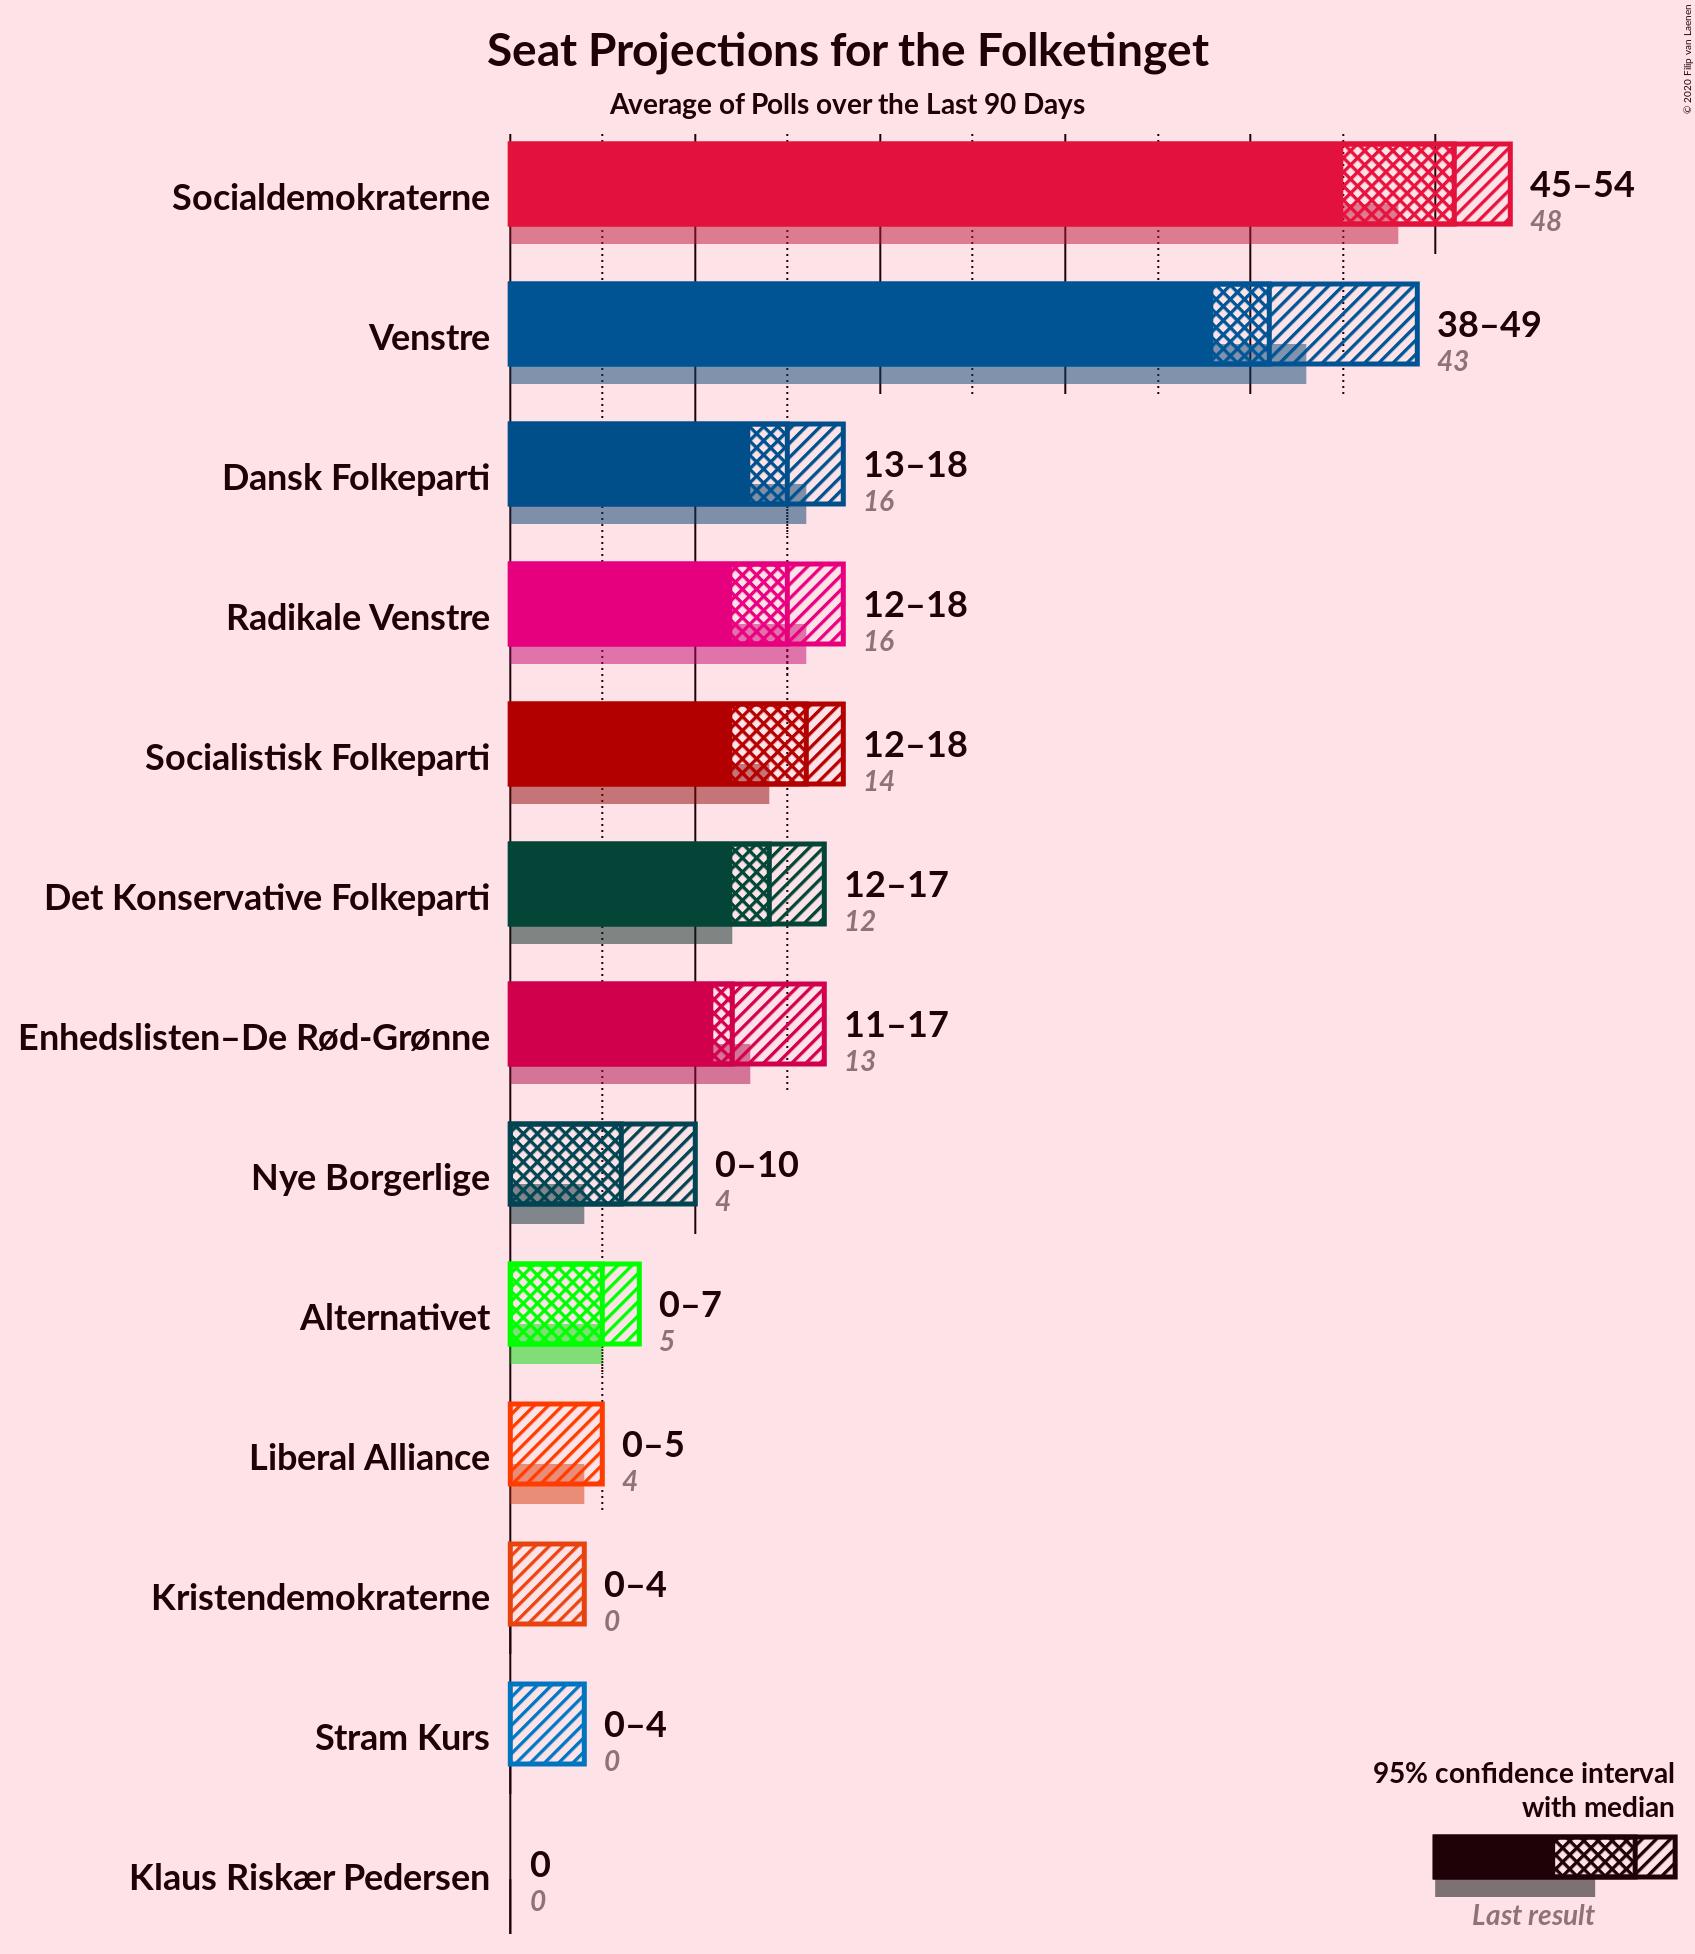 Seat Projections for the Folketinget
Average of Polls over the Last 90 Days
© 2020 Filip van Laenen
Socialdemokraterne
45–54
48
Venstre
38–49
43
Dansk Folkeparti
13–18
16
Radikale Venstre
12–18
16
Socialistisk Folkeparti
12–18
14
Det Konservative Folkeparti
12–17
12
Enhedslisten–De Rød-Grønne
11–17
13
Nye Borgerlige
0–10
4
Alternativet
0–7
5
Liberal Alliance
0–5
4
Kristendemokraterne
0–4
0
Stram Kurs
0–4
0
Klaus Riskær Pedersen
0
0
95% confidence interval
with median
Last result